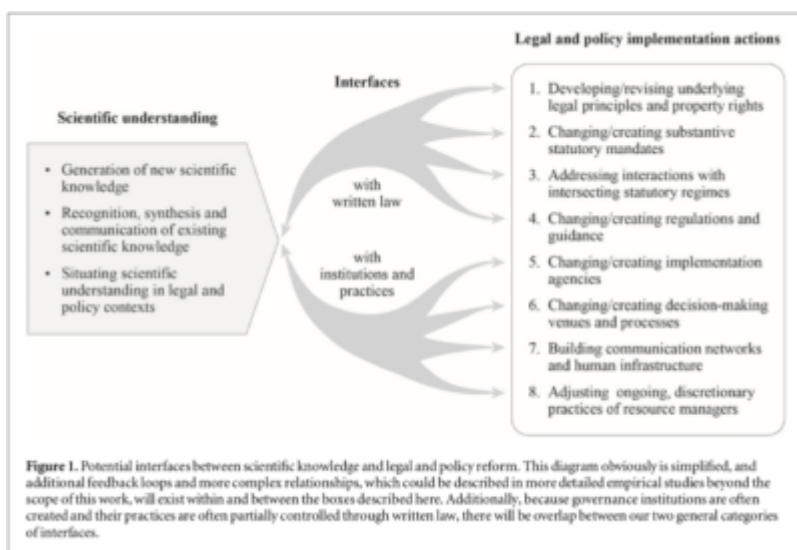 Legal and policy implementation actions
Interfaces
Scientific understanding
• Generation of new scientific
knowledge
• Recognition, synthesis and
communication of existing
scientific knowledge
• Situating scientific
understanding in legal and
policy contexts
with
written law
with
institutions and
practices
1. Developing/revising underlying
legal principles and property rights
2. Changing/creating substantive
statutory mandates
3. Addressing interactions with
intersecting statutory regimes
4. Changing/creating regulations and
guidance
5. Changing/creating implementation
agencies
6. Changing/creating decision-making
venues and processes
7. Building communication networks
and human infrastructure
8. Adjusting ongoing, discretionary
practices of resource managers
Figure 1. Potential interfaces between scientific knowledge and legal and policy reform. This diagram obviously is simplified, and
additional feedback loops and more complex relationships, which could be described in more detailed empirical studies beyond the
scope of this work, will exist within and between the boxes described here. Additionally, because governance institutions are often
created and their practices are often partially controlled through written law, there will be overlap between our two general categories
of interfaces.